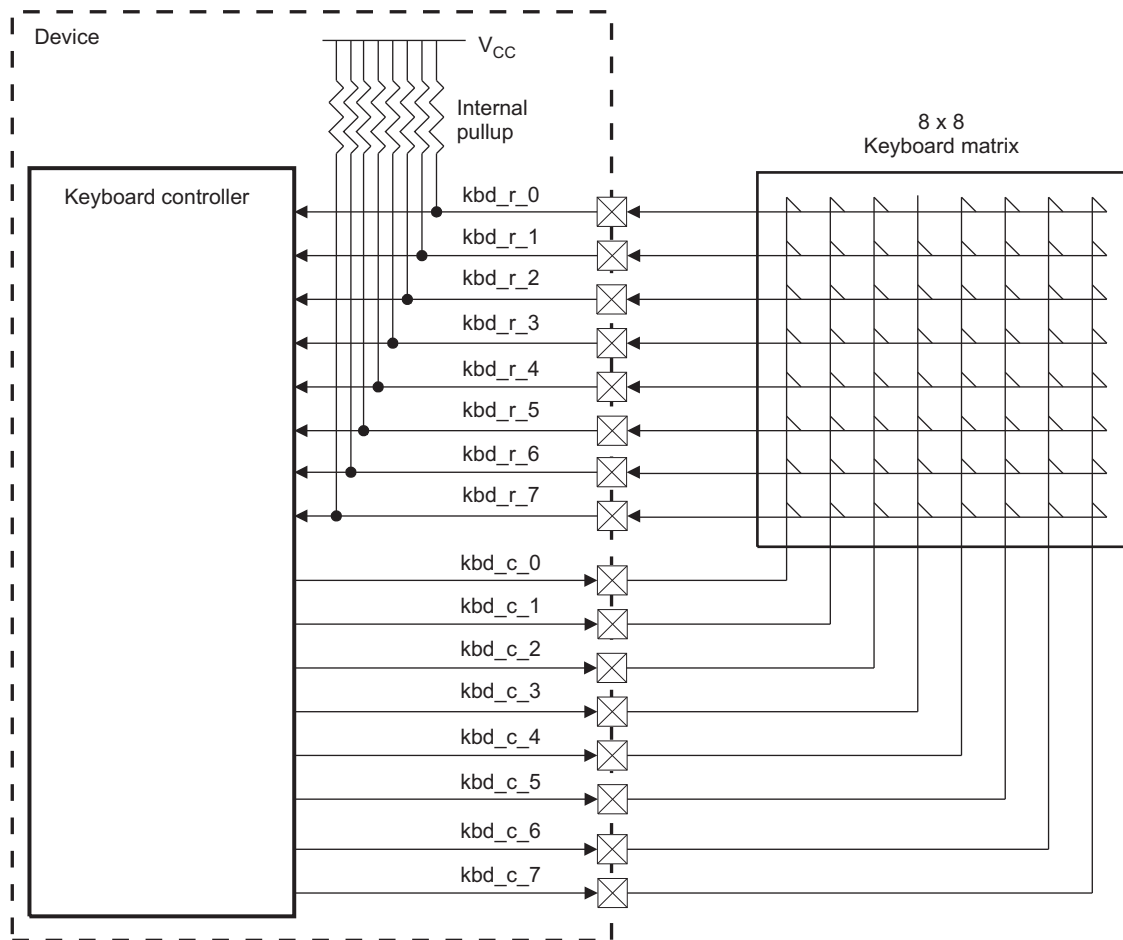 Device
V_CC
Internal
pullup
8 x 8
Keyboard matrix
Keyboard controller
kbd_r_0
kbd_r_1
kbd_r_2
kbd_r_3
kbd_r_4
kbd_r_5
kbd_r_6
kbd_r_7
kbd_c_0
kbd_c_1
kbd_c_2
kbd_c_3
kbd_c_4
kbd_c_5
kbd_c_6
kbd_c_7